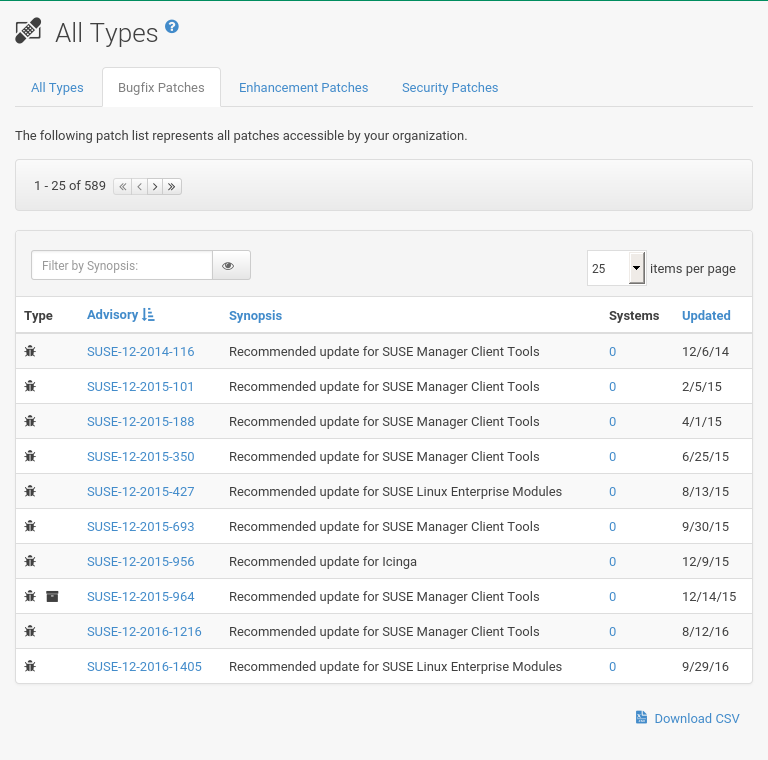 All Types
All Types Bugfix Patches Enhancement Patches Security Patches
The following patch list represents all patches accessible by your organization.
1 - 25 of 589
Filter by Synopsis: 25 items per page
Type Advisory Synopsis Systems Updated
SUSE-12-2014-116 Recommended update for SUSE Manager Client Tools 0 12/6/14
SUSE-12-2015-101 Recommended update for SUSE Manager Client Tools 0 2/5/15
SUSE-12-2015-188 Recommended update for SUSE Manager Client Tools 0 4/1/15
SUSE-12-2015-350 Recommended update for SUSE Manager Client Tools 0 6/25/15
SUSE-12-2015-427 Recommended update for SUSE Linux Enterprise Modules 0 8/13/15
SUSE-12-2015-693 Recommended update for SUSE Manager Client Tools 0 9/30/15
SUSE-12-2015-956 Recommended update for Icinga 0 12/9/15
SUSE-12-2015-964 Recommended update for SUSE Manager Client Tools 0 12/14/15
SUSE-12-2016-1216 Recommended update for SUSE Manager Client Tools 0 8/12/16
SUSE-12-2016-1405 Recommended update for SUSE Linux Enterprise Modules 0 9/29/16
Download CSV